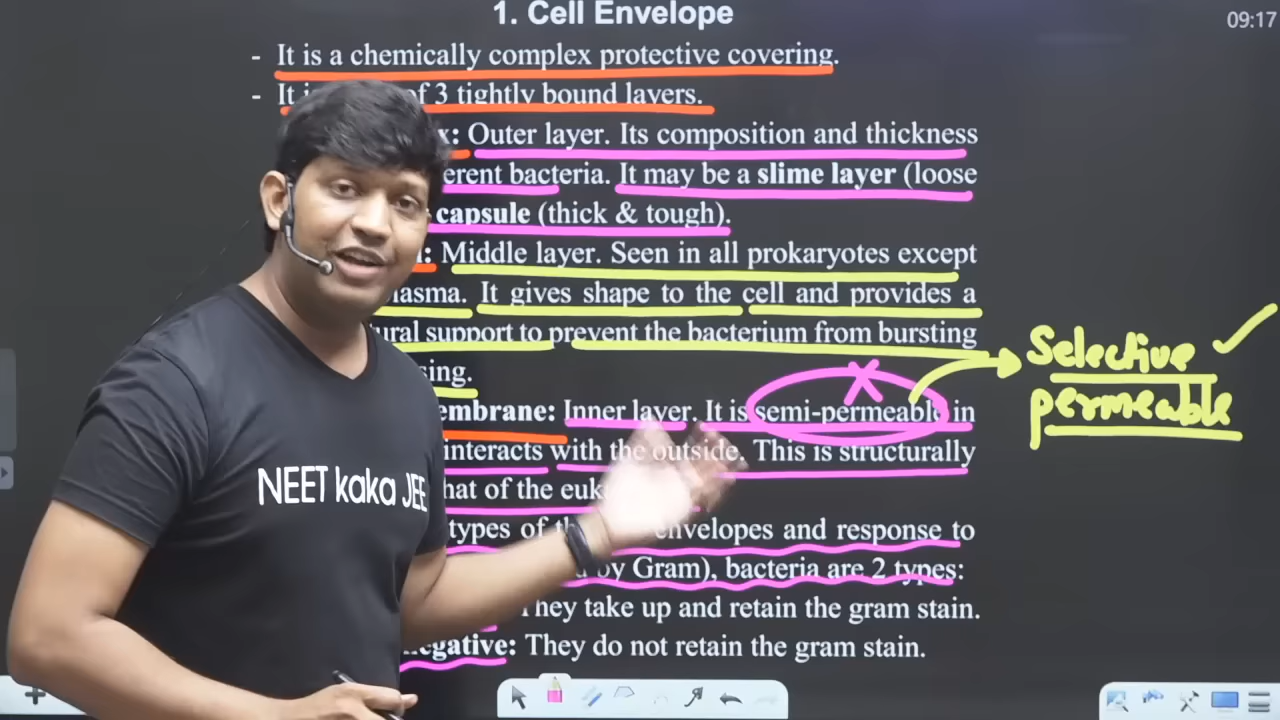 1. Cell Envelope
09:17
- It is a chemically complex protective covering.
- It of 3 tightly bound layers.
x: Outer layer. Its composition and thickness
erent bacteria. It may be a slime layer (loose
capsule (thick & tough).
: Middle layer. Seen in all prokaryotes except
lasma. It gives shape to the cell and provides a
ural support to prevent the bacterium from bursting
sing.
Selective
permeable
embrane: Inner layer. It is semi-permeable in
interacts with the outside. This is structurally
hat of the euk
types of th envelopes and response to
d by Gram), bacteria are 2 types:
They take up and retain the gram stain.
negative: They do not retain the gram stain.
NEET kaka JEE